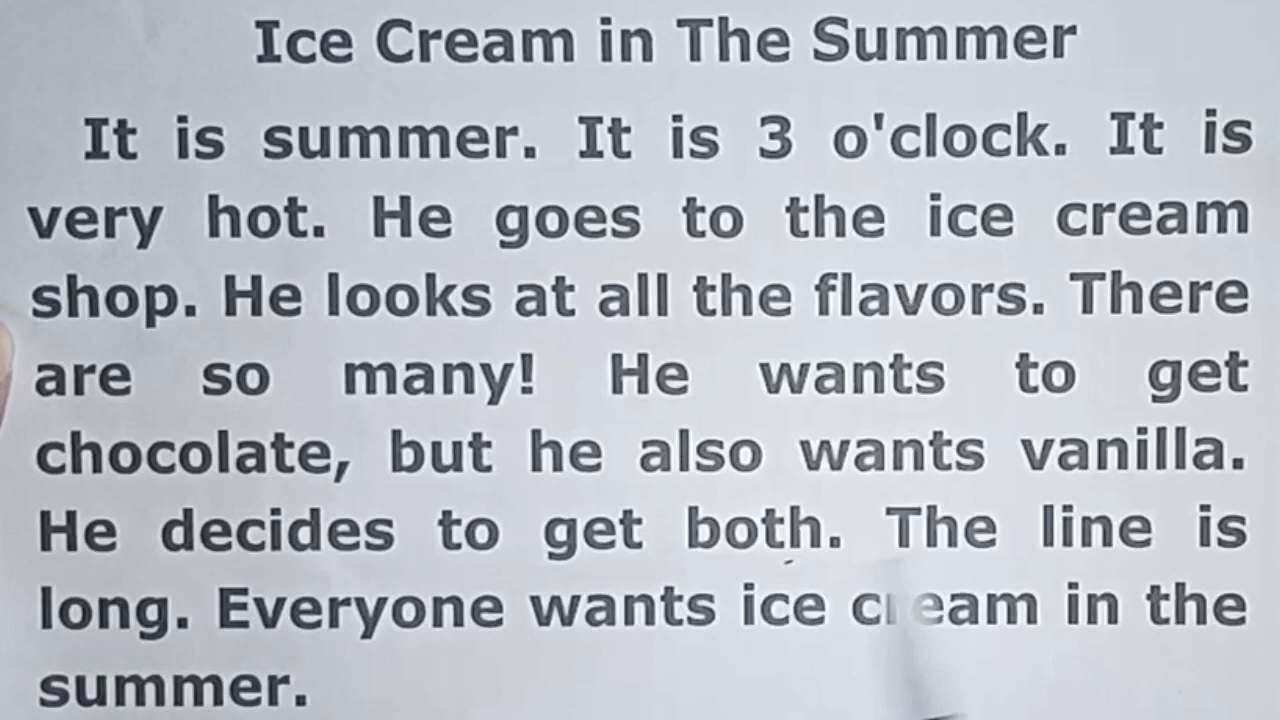 Ice Cream in The Summer
It is summer. It is 3 o'clock. It is
very hot. He goes to the ice cream
shop. He looks at all the flavors. There
are so many! He wants to get
chocolate, but he also wants vanilla.
He decides to get both. The line is
long. Everyone wants ice cream in the
summer.